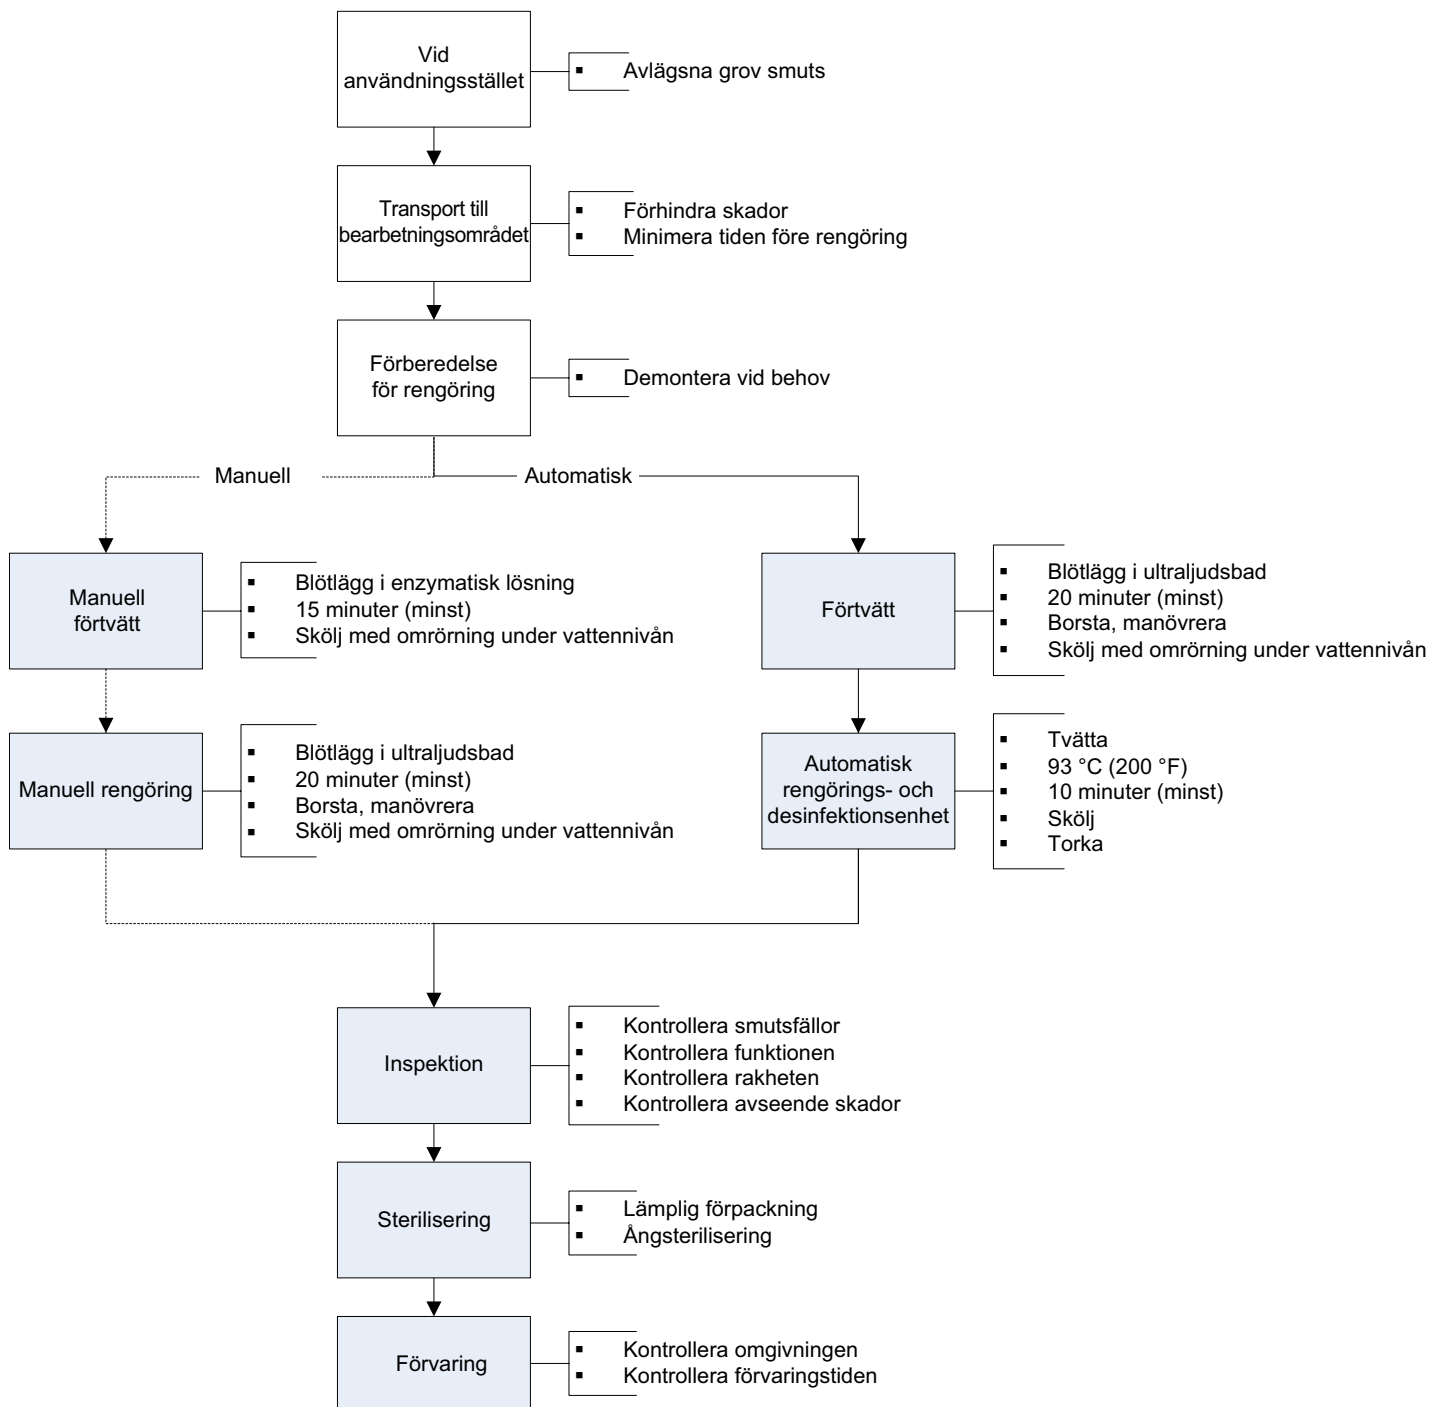 Vid
användningsstället
▪ Avlägsna grov smuts
Transport till
bearbetningsområdet
▪ Förhindra skador
▪ Minimera tiden före rengöring
Förberedelse
för rengöring
▪ Demontera vid behov
Manuell
Automatisk
Manuell
förtvätt
▪ Blötlägg i enzymatisk lösning
▪ 15 minuter (minst)
▪ Skölj med omrörning under vattennivån
Förtvätt
▪ Blötlägg i ultraljudsbad
▪ 20 minuter (minst)
▪ Borsta, manövrera
▪ Skölj med omrörning under vattennivån
Manuell rengöring
▪ Blötlägg i ultraljudsbad
▪ 20 minuter (minst)
▪ Borsta, manövrera
▪ Skölj med omrörning under vattennivån
Automatisk
rengörings- och
desinfektionsenhet
▪ Tvätta
▪ 93 °C (200 °F)
▪ 10 minuter (minst)
▪ Skölj
▪ Torka
Inspektion
▪ Kontrollera smutsfällor
▪ Kontrollera funktionen
▪ Kontrollera rakheten
▪ Kontrollera avseende skador
Sterilisering
▪ Lämplig förpackning
▪ Ångsterilisering
Förvaring
▪ Kontrollera omgivningen
▪ Kontrollera förvaringstiden